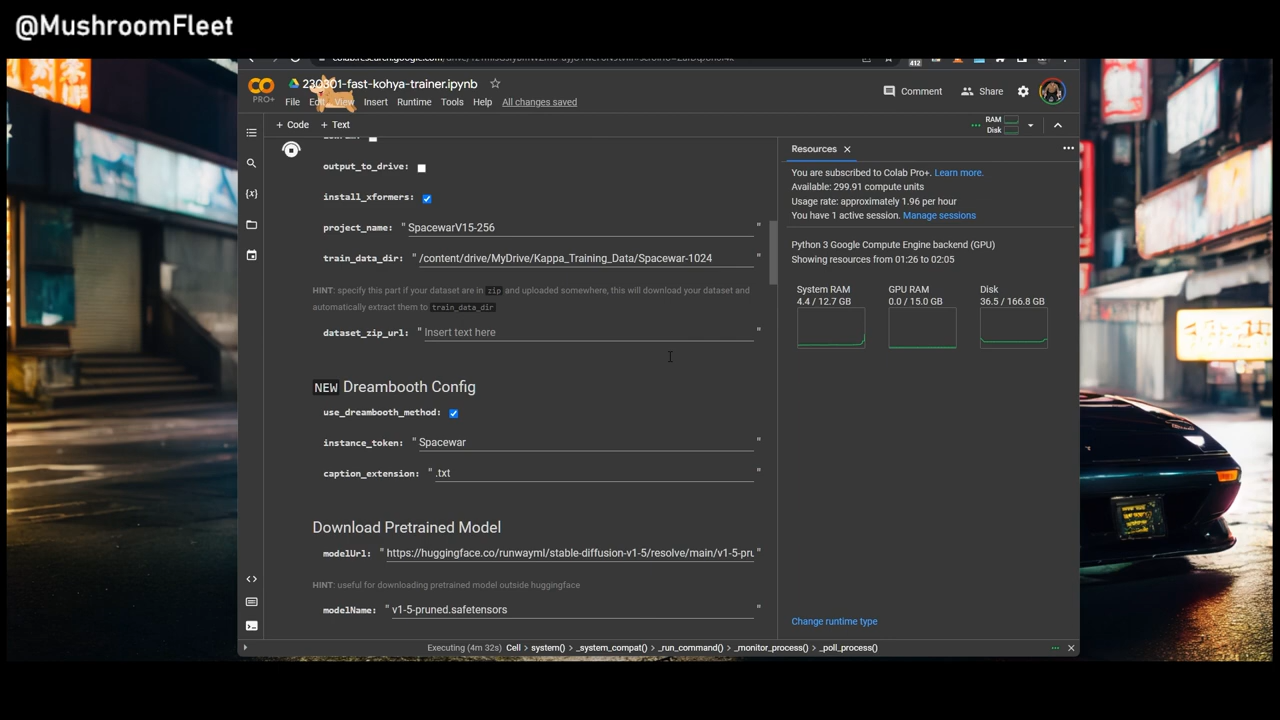 @MushroomFleet
230301-fast-kohya-trainer.ipynb
PRO+
File Edit View Insert Runtime Tools Help All changes saved
Comment
Share
412
+ Code + Text
RAM
Disk
output_to_drive:
install_xformers:
project_name: " SpacewarV15-256 "
train_data_dir: " /content/drive/MyDrive/Kappa_Training_Data/Spacewar-1024 "
HINT: specify this part if your dataset are in zip and uploaded somewhere, this will download your dataset and
automatically extract them to train_data_dir
dataset_zip_url: " Insert text here "
NEW Dreambooth Config
use_dreambooth_method:
instance_token: " Spacewar "
caption_extension: " .txt "
Download Pretrained Model
modelUrl: " https://huggingface.co/runwayml/stable-diffusion-v1-5/resolve/main/v1-5-pru "
HINT: useful for downloading pretrained model outside huggingface
modelName: " v1-5-pruned.safetensors "
Resources
You are subscribed to Colab Pro+. Learn more.
Available: 299.91 compute units
Usage rate: approximately 1.96 per hour
You have 1 active session. Manage sessions
Python 3 Google Compute Engine backend (GPU)
Showing resources from 01:26 to 02:05
System RAM
4.4 / 12.7 GB
GPU RAM
0.0 / 15.0 GB
Disk
36.5 / 166.8 GB
Change runtime type
Executing (4m 32s) Cell > system() > _system_compat() > _run_command() > _monitor_process() > _poll_process()